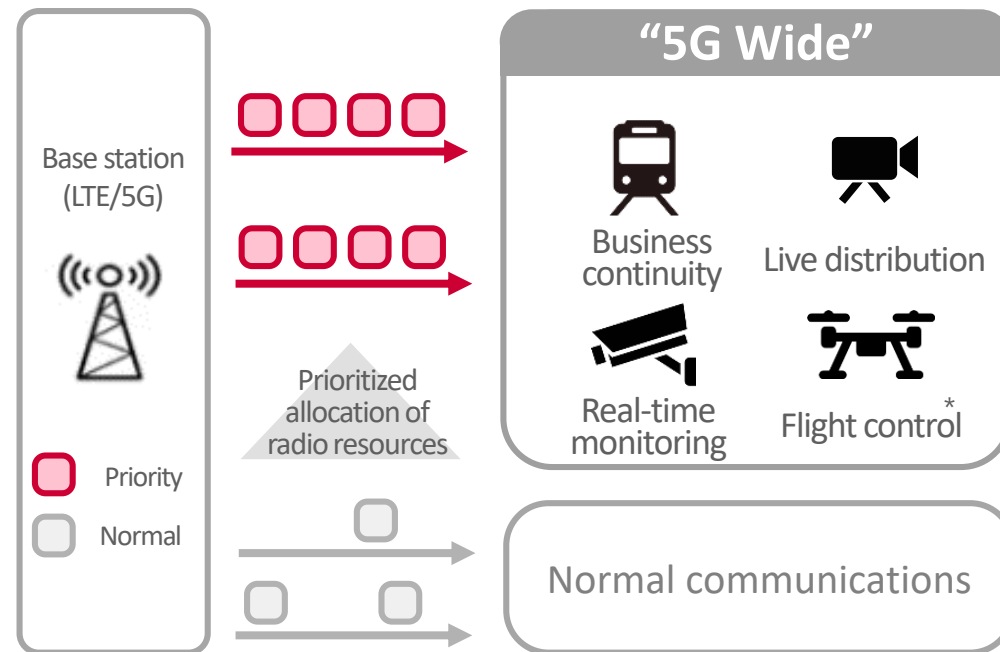 “5G Wide”
Base station
(LTE/5G)
Business
continuity
Live distribution
Prioritized
allocation of
radio resources
Real-time
monitoring
Flight control*
Priority
Normal
Normal communications